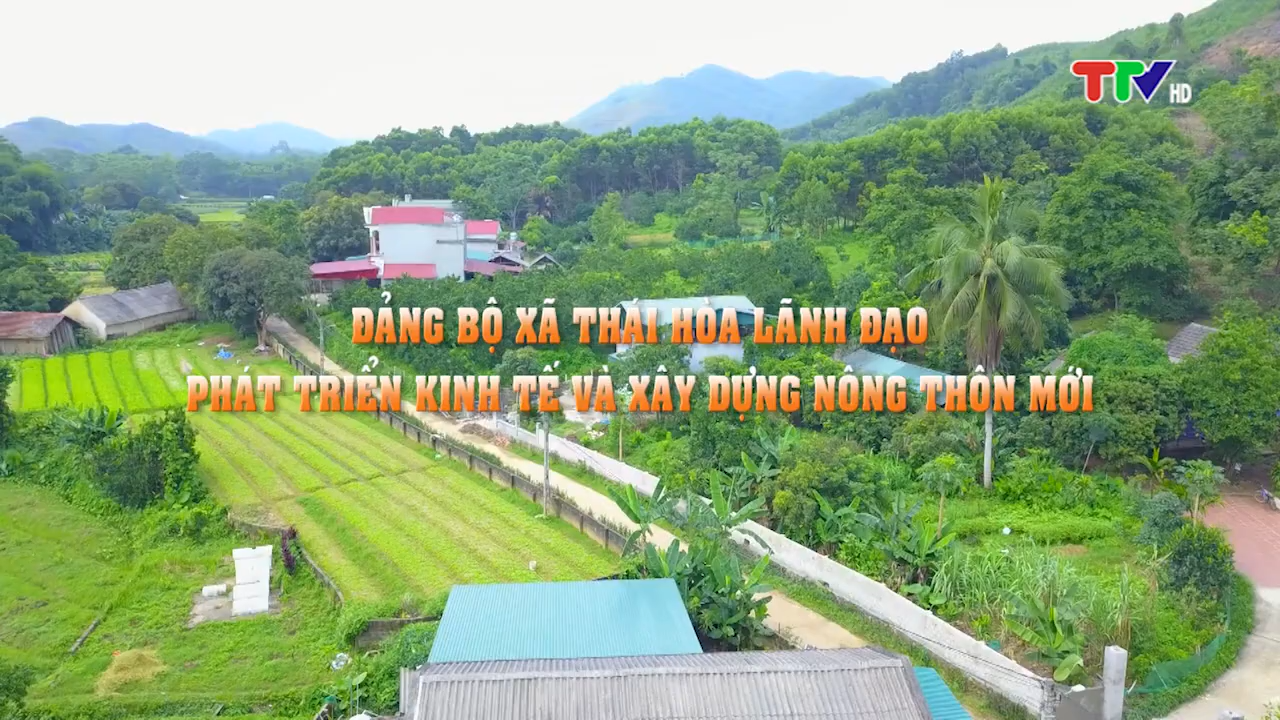 TTV HD
ĐẢNG BỘ XÃ THÁI HÒA LÃNH ĐẠO
PHÁT TRIỂN KINH TẾ VÀ XÂY DỰNG NÔNG THÔN MỚI